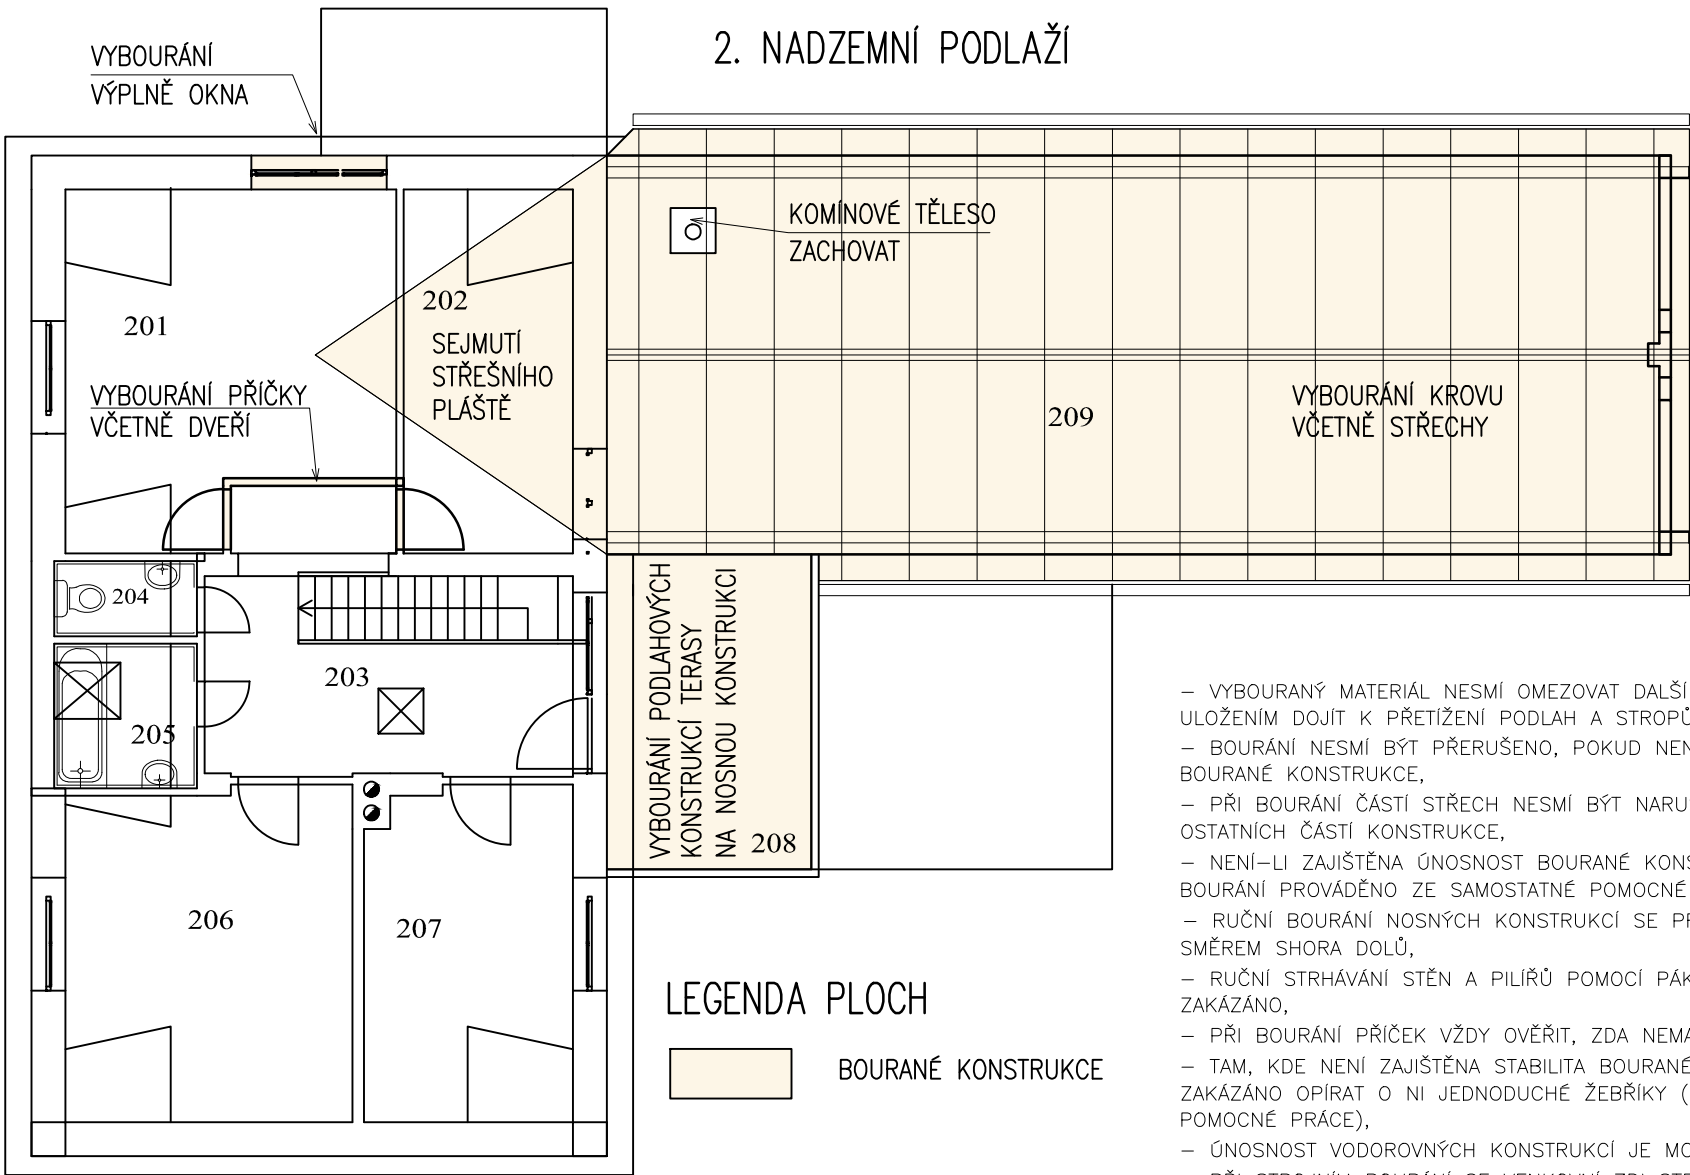 2. NADZEMNÍ PODLAŽÍ
VYBOURÁNÍ
VÝPLNĚ OKNA
KOMÍNOVÉ TĚLESO
ZACHOVAT
201
202
SEJMUTÍ
STŘEŠNÍHO
PLÁŠTĚ
VYBOURÁNÍ PŘÍČKY
VČETNĚ DVEŘÍ
209
VYBOURÁNÍ KROVU
VČETNĚ STŘECHY
204
203
205
VYBOURÁNÍ PODLAHOVÝCH
KONSTRUKCÍ TERASY
NA NOSNOU KONSTRUKCI
208
206
207
LEGENDA PLOCH
BOURANÉ KONSTRUKCE
– VYBOURANÝ MATERIÁL NESMÍ OMEZOVAT DALŠÍ
ULOŽENÍM DOJÍT K PŘETÍŽENÍ PODLAH A STROPŮ
– BOURÁNÍ NESMÍ BÝT PŘERUŠENO, POKUD NEN
BOURANÉ KONSTRUKCE,
– PŘI BOURÁNÍ ČÁSTÍ STŘECH NESMÍ BÝT NARU
OSTATNÍCH ČÁSTÍ KONSTRUKCE,
– NENÍ–LI ZAJIŠTĚNA ÚNOSNOST BOURANÉ KONS
BOURÁNÍ PROVÁDĚNO ZE SAMOSTATNÉ POMOCNÉ
– RUČNÍ BOURÁNÍ NOSNÝCH KONSTRUKCÍ SE PR
SMĚREM SHORA DOLŮ,
– RUČNÍ STRHÁVÁNÍ STĚN A PILÍŘŮ POMOCÍ PÁK
ZAKÁZÁNO,
– PŘI BOURÁNÍ PŘÍČEK VŽDY OVĚŘIT, ZDA NEMA
– TAM, KDE NENÍ ZAJIŠTĚNA STABILITA BOURANÉ
ZAKÁZÁNO OPÍRAT O NI JEDNODUCHÉ ŽEBŘÍKY (
POMOCNÉ PRÁCE),
– ÚNOSNOST VODOROVNÝCH KONSTRUKCÍ JE MO